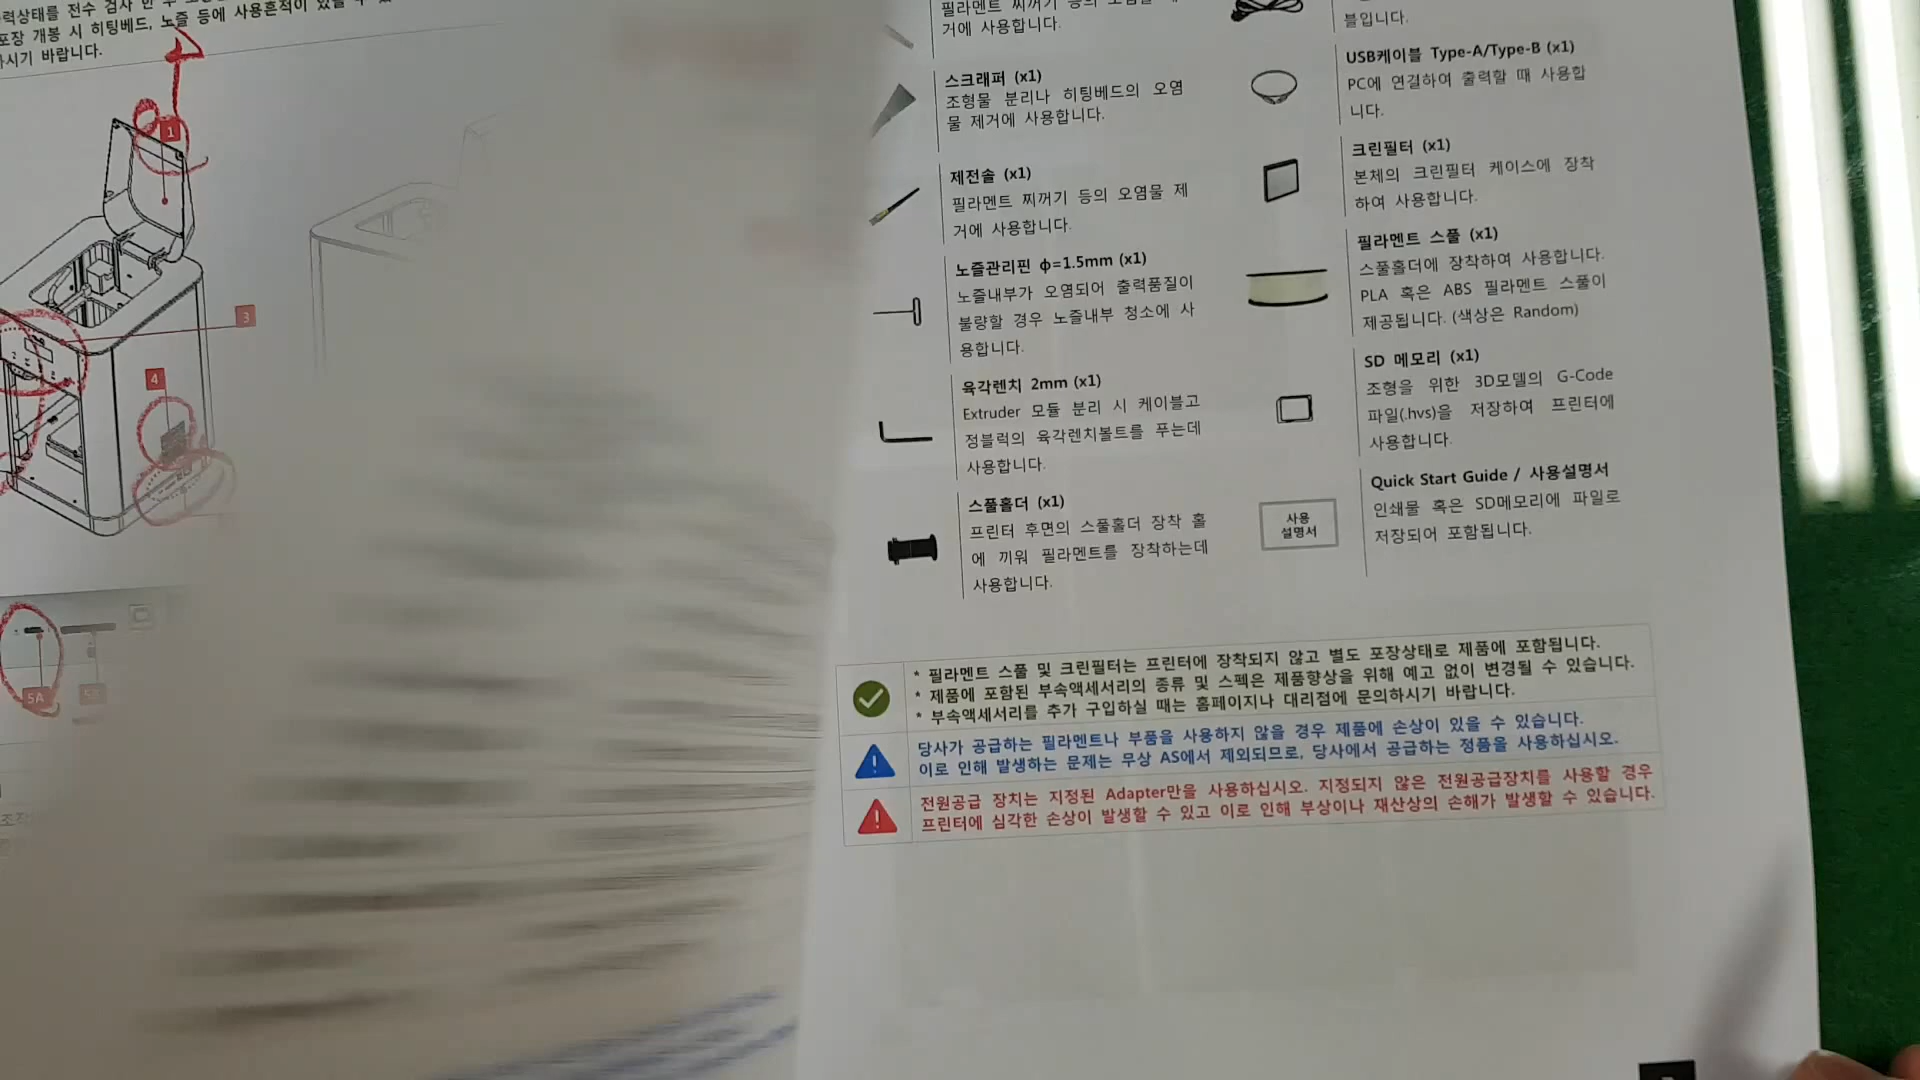 력상태를 전수 검사 한 후
포장 개봉 시 히팅베드, 노즐 등에 사용흔적이 있을 수
하시기 바랍니다.
1
3
4
5A
필라멘트 찌꺼기 등의 오염물 제
거에 사용합니다.
스크래퍼 (x1)
조형물 분리나 히팅베드의 오염
물 제거에 사용합니다.
제전솔 (x1)
필라멘트 찌꺼기 등의 오염물 제
거에 사용합니다.
노즐관리핀 ф=1.5mm (x1)
노즐내부가 오염되어 출력품질이
불량할 경우 노즐내부 청소에 사
용합니다.
육각렌치 2mm (x1)
Extruder 모듈 분리 시 케이블고
정블럭의 육각렌치볼트를 푸는데
사용합니다.
스풀홀더 (x1)
프린터 후면의 스풀홀더 장착 홀
에 끼워 필라멘트를 장착하는데
사용합니다.
블입니다.
USB케이블 Type-A/Type-B (x1)
PC에 연결하여 출력할 때 사용합
니다.
크린필터 (x1)
본체의 크린필터 케이스에 장착
하여 사용합니다.
필라멘트 스풀 (x1)
스풀홀더에 장착하여 사용합니다.
PLA 혹은 ABS 필라멘트 스풀이
제공됩니다. (색상은 Random)
SD 메모리 (x1)
조형을 위한 3D모델의 G-Code
파일(.hvs)을 저장하여 프린터에
사용합니다.
사용
설명서
Quick Start Guide / 사용설명서
인쇄물 혹은 SD메모리에 파일로
저장되어 포함됩니다.
* 필라멘트 스풀 및 크린필터는 프린터에 장착되지 않고 별도 포장상태로 제품에 포함됩니다.
* 제품에 포함된 부속액세서리의 종류 및 스펙은 제품향상을 위해 예고 없이 변경될 수 있습니다.
* 부속액세서리를 추가 구입하실 때는 홈페이지나 대리점에 문의하시기 바랍니다.
당사가 공급하는 필라멘트나 부품을 사용하지 않을 경우 제품에 손상이 있을 수 있습니다.
이로 인해 발생하는 문제는 무상 AS에서 제외되므로, 당사에서 공급하는 정품을 사용하십시오.
전원공급 장치는 지정된 Adapter만을 사용하십시오. 지정되지 않은 전원공급장치를 사용할 경우
프린터에 심각한 손상이 발생할 수 있고 이로 인해 부상이나 재산상의 손해가 발생할 수 있습니다.